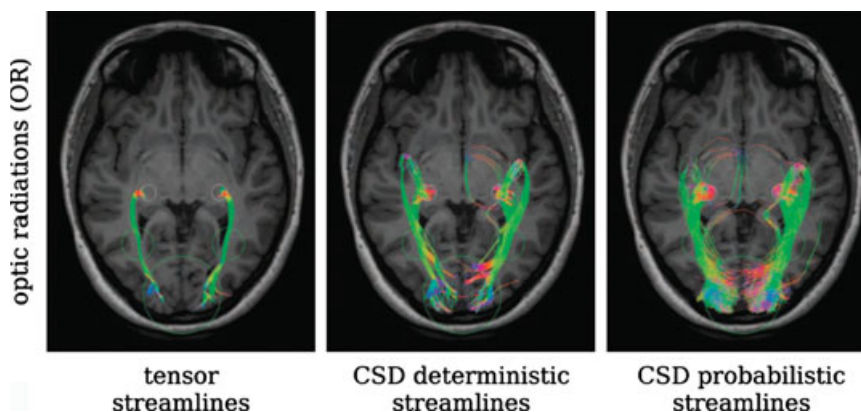 optic radiations (OR)
tensor
streamlines
CSD deterministic
streamlines
CSD probabilistic
streamlines